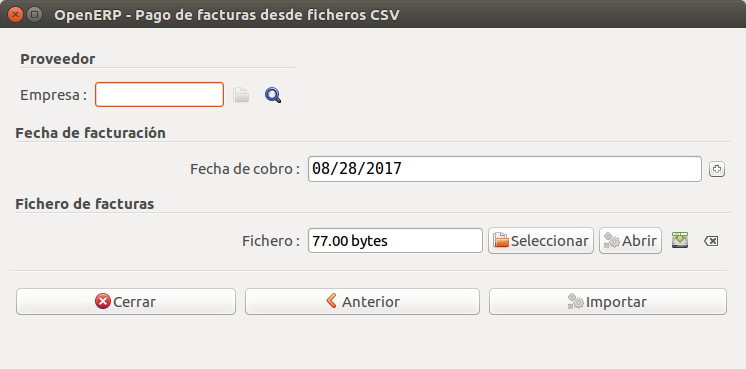 OpenERP - Pago de facturas desde ficheros CSV
Proveedor
Empresa :
Fecha de facturación
Fecha de cobro : 08/28/2017
Fichero de facturas
Fichero : 77.00 bytes Seleccionar Abrir
Cerrar Anterior Importar